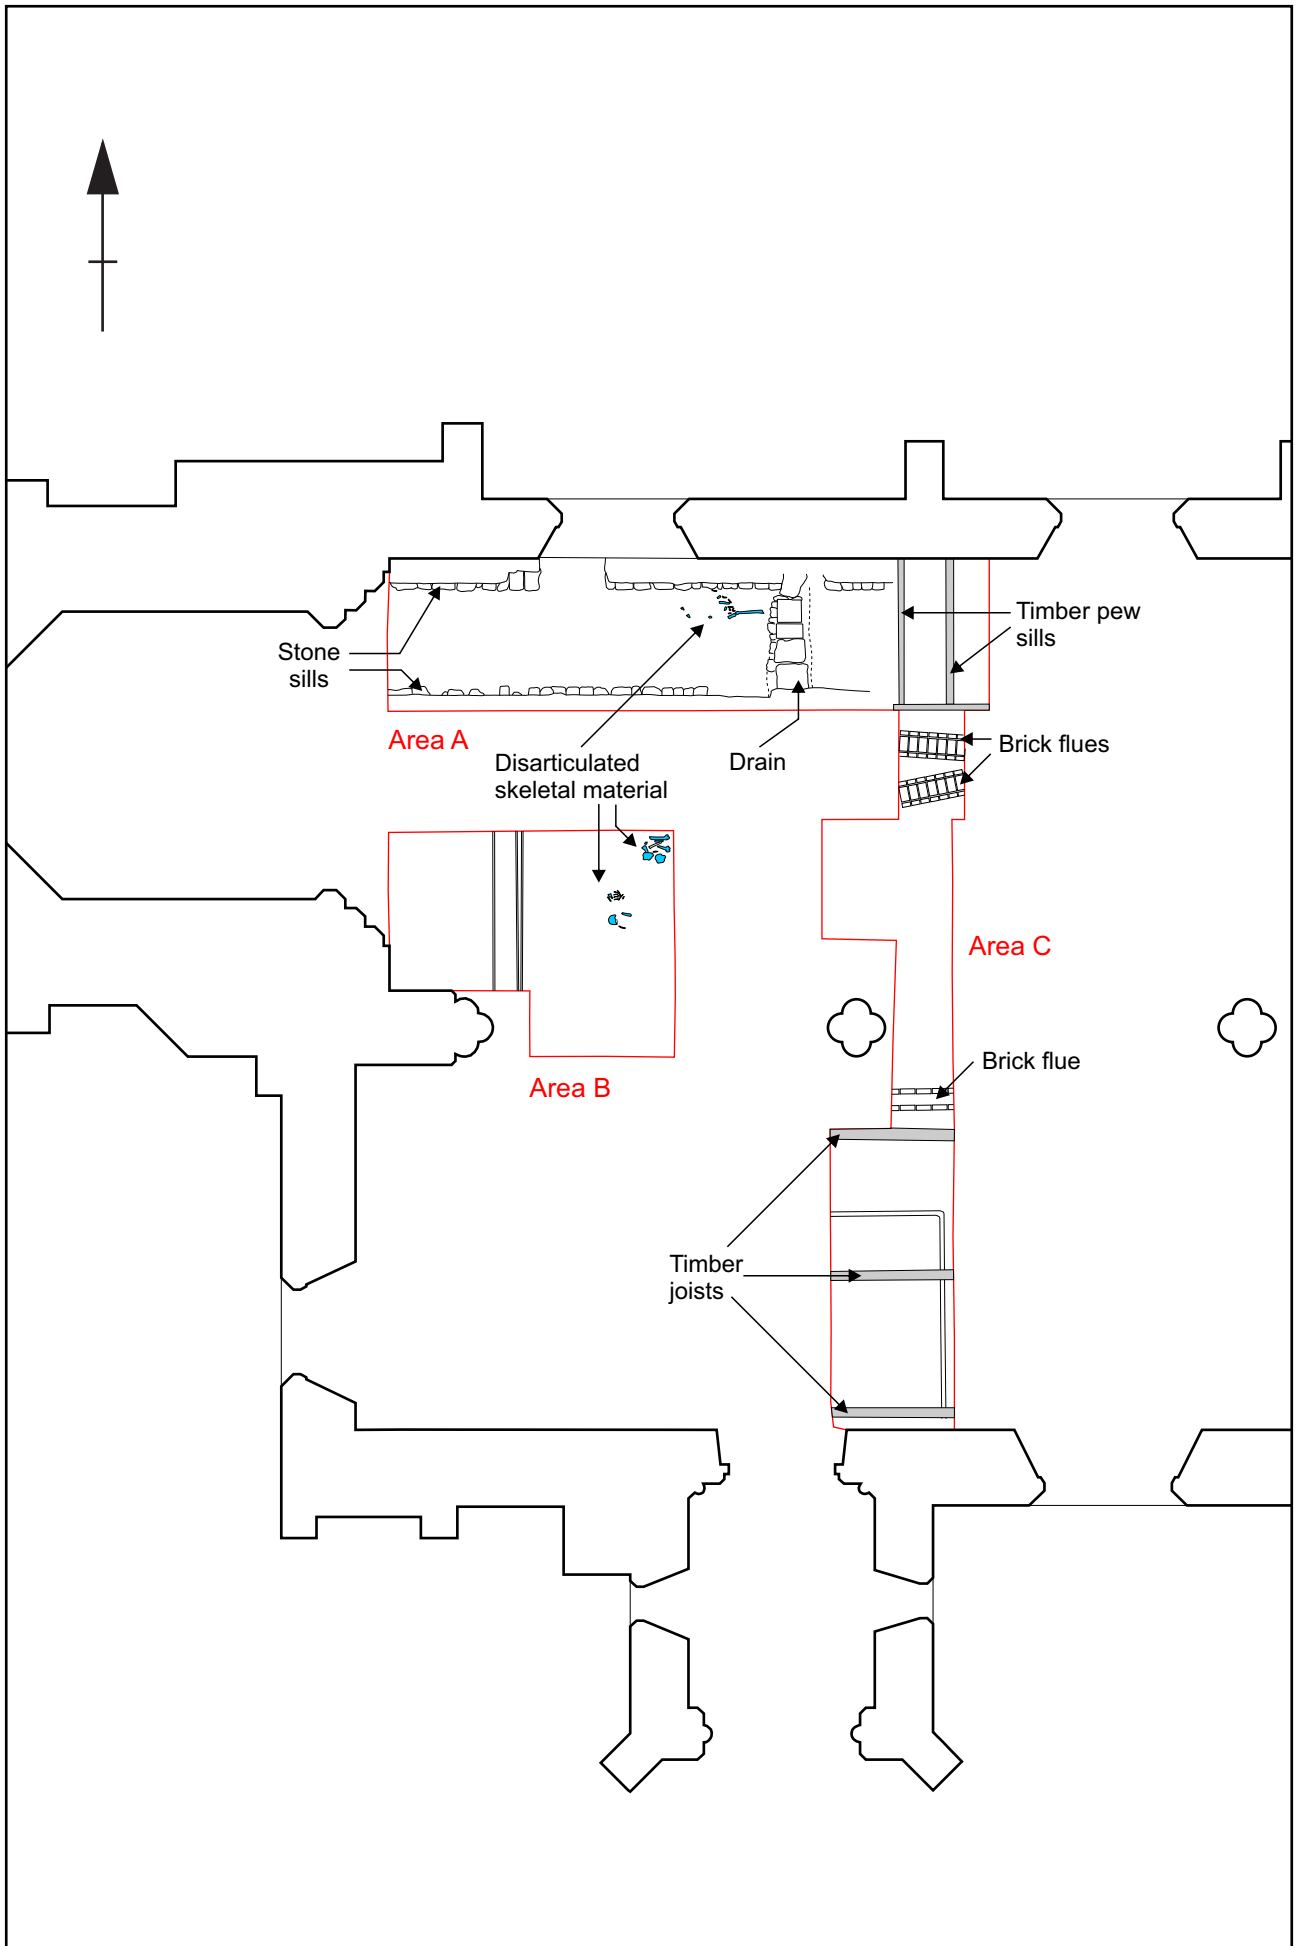 Timber pew
sills
Stone
sills
Area A
Disarticulated
skeletal material
Drain
Brick flues
Area C
Brick flue
Area B
Timber
joists